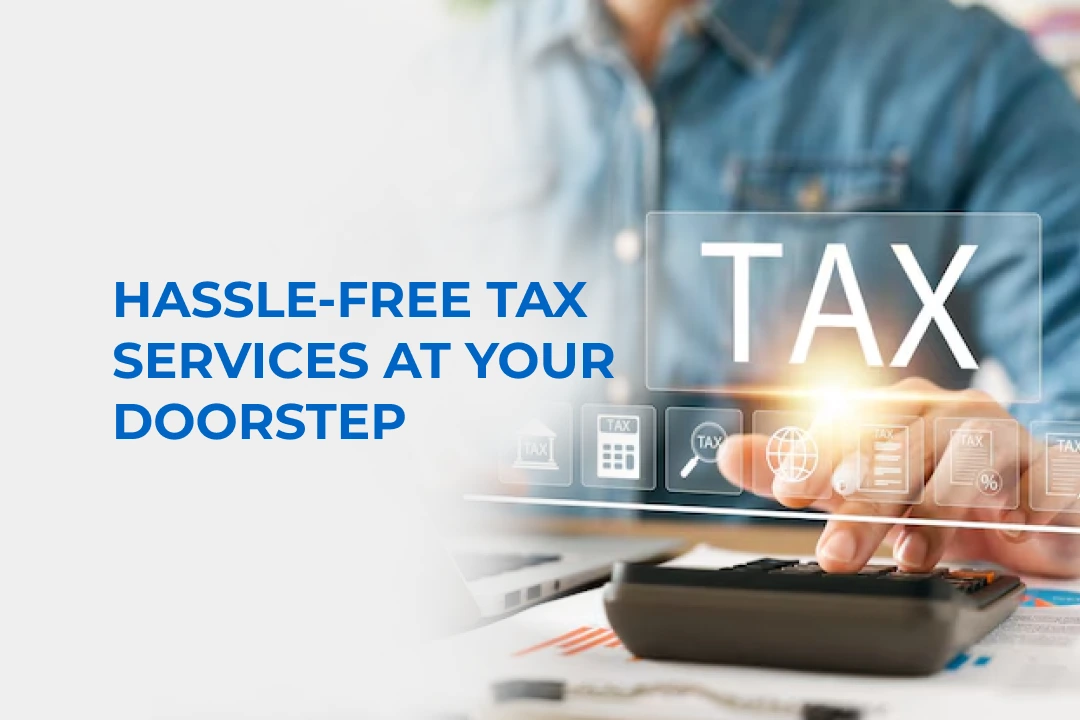 HASSLE-FREE TAX
SERVICES AT YOUR
DOORSTEP
TAX
TAX
TAX
TAX
TAX
TAX
%
TAX